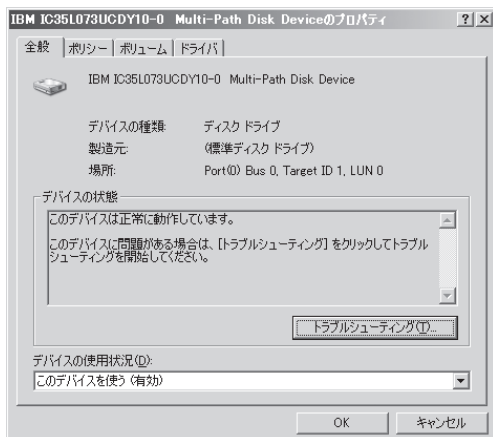 IBM IC35L073UCDY10-0 Multi-Path Disk Deviceのプロパティ
全般 ポリシー ボリューム ドライバ
IBM IC35L073UCDY10-0 Multi-Path Disk Device
デバイスの種類: ディスク ドライブ
製造元: (標準ディスク ドライブ)
場所: Port(0) Bus 0, Target ID 1, LUN 0
デバイスの状態
このデバイスは正常に動作しています。
このデバイスに問題がある場合は、[トラブルシューティング] をクリックしてトラブル
シューティングを開始してください。
トラブルシューティング(T)...
デバイスの使用状況(D):
このデバイスを使う (有効)
OK キャンセル